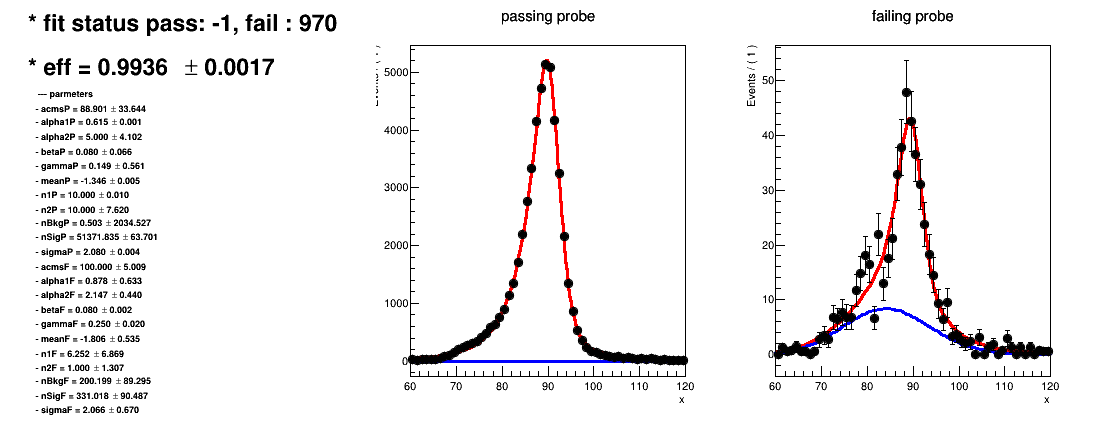 * fit status pass: -1, fail : 970
* eff = 0.9936 ± 0.0017
— parmeters
- acmsP = 88.901 ± 33.644
- alpha1P = 0.615 ± 0.001
- alpha2P = 5.000 ± 4.102
- betaP = 0.080 ± 0.066
- gammaP = 0.149 ± 0.561
- meanP = -1.346 ± 0.005
- n1P = 10.000 ± 0.010
- n2P = 10.000 ± 7.620
- nBkgP = 0.503 ± 2034.527
- nSigP = 51371.835 ± 63.701
- sigmaP = 2.080 ± 0.004
- acmsF = 100.000 ± 5.009
- alpha1F = 0.878 ± 0.633
- alpha2F = 2.147 ± 0.440
- betaF = 0.080 ± 0.002
- gammaF = 0.250 ± 0.020
- meanF = -1.806 ± 0.535
- n1F = 6.252 ± 6.869
- n2F = 1.000 ± 1.307
- nBkgF = 200.199 ± 89.295
- nSigF = 331.018 ± 90.487
- sigmaF = 2.066 ± 0.670
passing probe
5000
4000
3000
2000
1000
0
60 70 80 90 100 110 120
x
failing probe
Events / ( 1 )
50
40
30
20
10
0
60 70 80 90 100 110 120
x